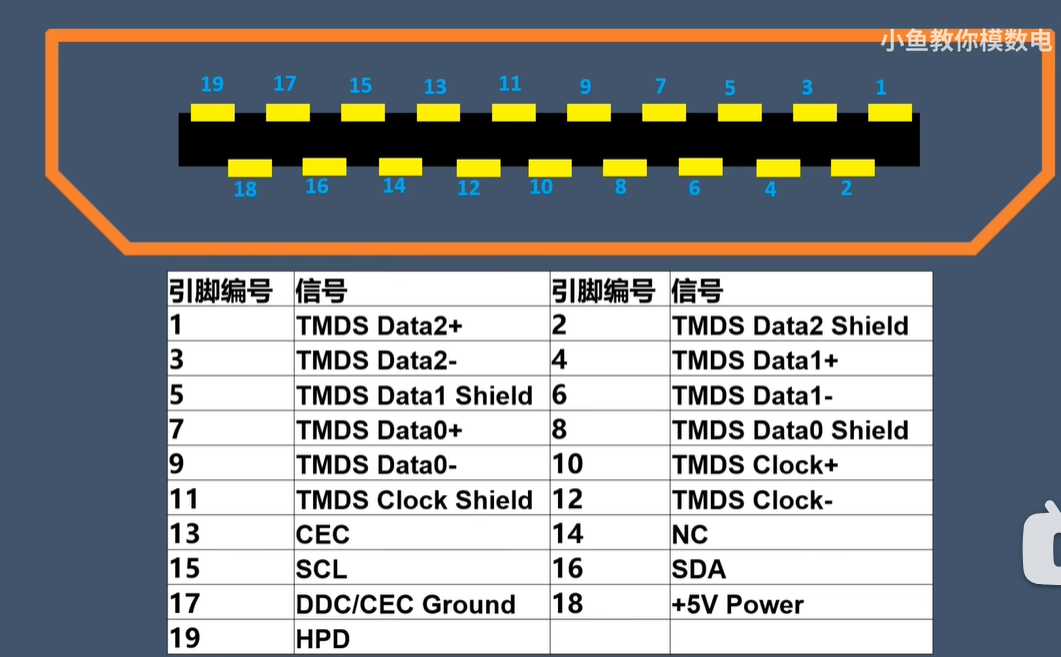 小鱼教你模数电
19 17 15 13 11 9 7 5 3 1
18 16 14 12 10 8 6 4 2
引脚编号 信号 引脚编号 信号
1 TMDS Data2+ 2 TMDS Data2 Shield
3 TMDS Data2- 4 TMDS Data1+
5 TMDS Data1 Shield 6 TMDS Data1-
7 TMDS Data0+ 8 TMDS Data0 Shield
9 TMDS Data0- 10 TMDS Clock+
11 TMDS Clock Shield 12 TMDS Clock-
13 CEC 14 NC
15 SCL 16 SDA
17 DDC/CEC Ground 18 +5V Power
19 HPD